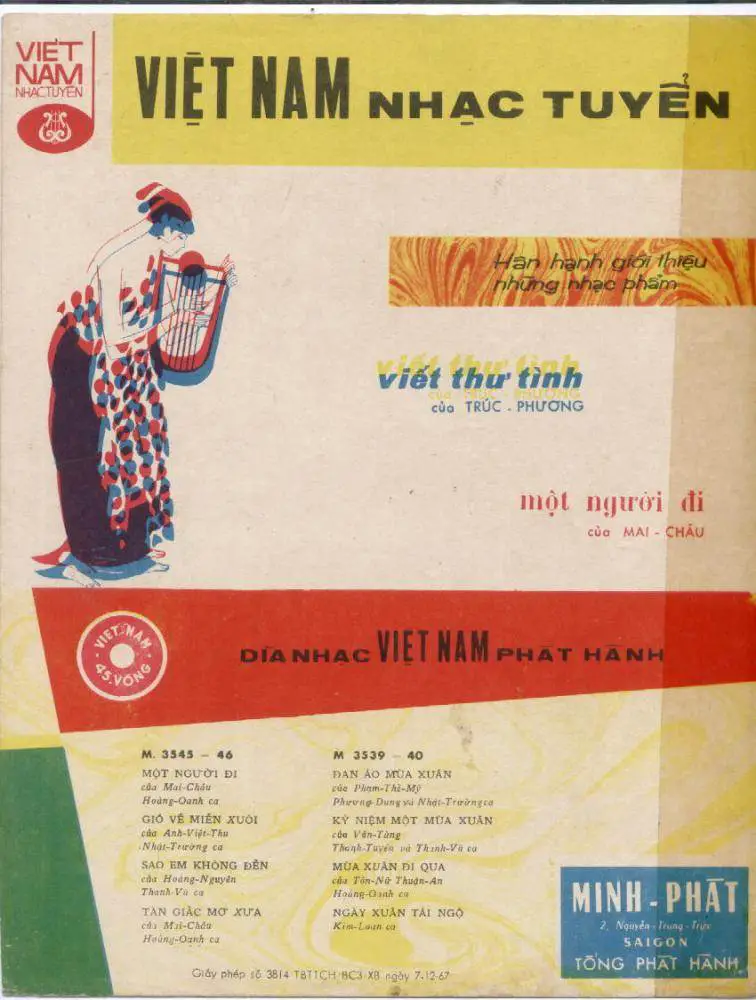 VIỆT
NAM
NHẠC TUYỂN
VIỆT NAM NHẠC TUYỂN
Hân hạnh giới thiệu
những nhạc phẩm
viết thư tình
của TRÚC - PHƯƠNG
một người đi
của MAI - CHÂU
VIỆT NAM
45 VÒNG
DĨA NHẠC VIỆT NAM PHÁT HÀNH
M. 3545 - 46
MỘT NGƯỜI ĐI
của Mai-Châu
Hoàng-Oanh ca
GIÓ VỀ MIỀN XUÔI
của Anh-Việt-Thu
Nhật-Trường ca
SAO EM KHÔNG ĐẾN
của Hoàng-Nguyên
Thanh-Vũ ca
TÀN GIẤC MƠ XƯA
của Mai-Châu
Hoàng-Oanh ca
M 3539 - 40
ĐAN ÁO MÙA XUÂN
của Phạm-Thế-Mỹ
Phương-Dung và Nhật-Trường ca
KỶ NIỆM MỘT MÙA XUÂN
của Văn-Tùng
Thanh-Tuyền và Thanh-Vũ ca
MÙA XUÂN ĐI QUA
của Tôn-Nữ Thuận-An
Hoàng-Oanh ca
NGÀY XUÂN TÁI NGỘ
Kim-Loan ca
MINH - PHÁT
2, Nguyễn - Trung - Trực
SAIGON
TỔNG PHÁT HÀNH
Giấy phép số 3814 TBTTCH BC3 XB ngày 7-12-67